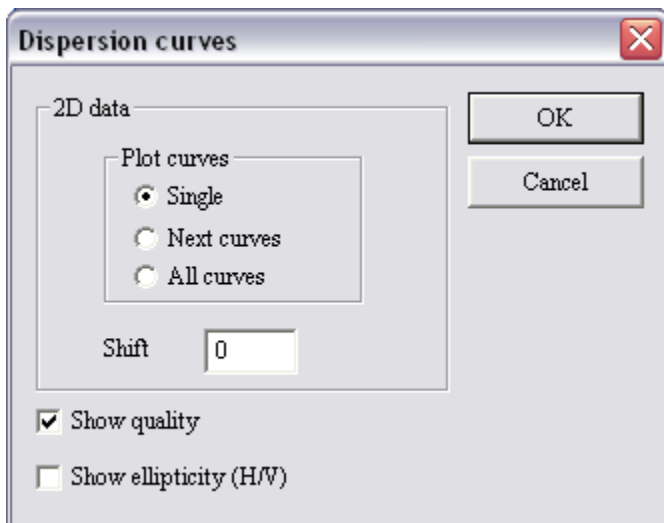 Dispersion curves
2D data
OK
Plot curves
Single
Cancel
Next curves
All curves
Shift
0
Show quality
Show ellipticity (H/V)